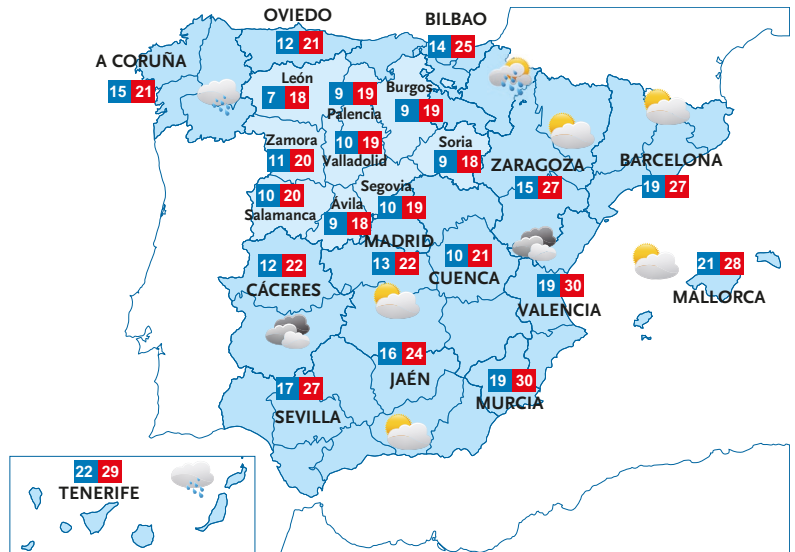 OVIEDO
12 21
BILBAO
14 25
A CORUÑA
15 21
León
7 18
9 19
Palencia
Burgos
9 19
Zamora
11 20
10 19
Valladolid
Soria
9 18
ZARAGOZA
15 27
BARCELONA
19 27
10 20
Salamanca
Ávila
9 18
Segovia
10 19
MADRID
13 22
10 21
CUENCA
12 22
CÁCERES
19 30
VALENCIA
21 28
MALLORCA
16 24
JAÉN
17 27
SEVILLA
19 30
MURCIA
22 29
TENERIFE